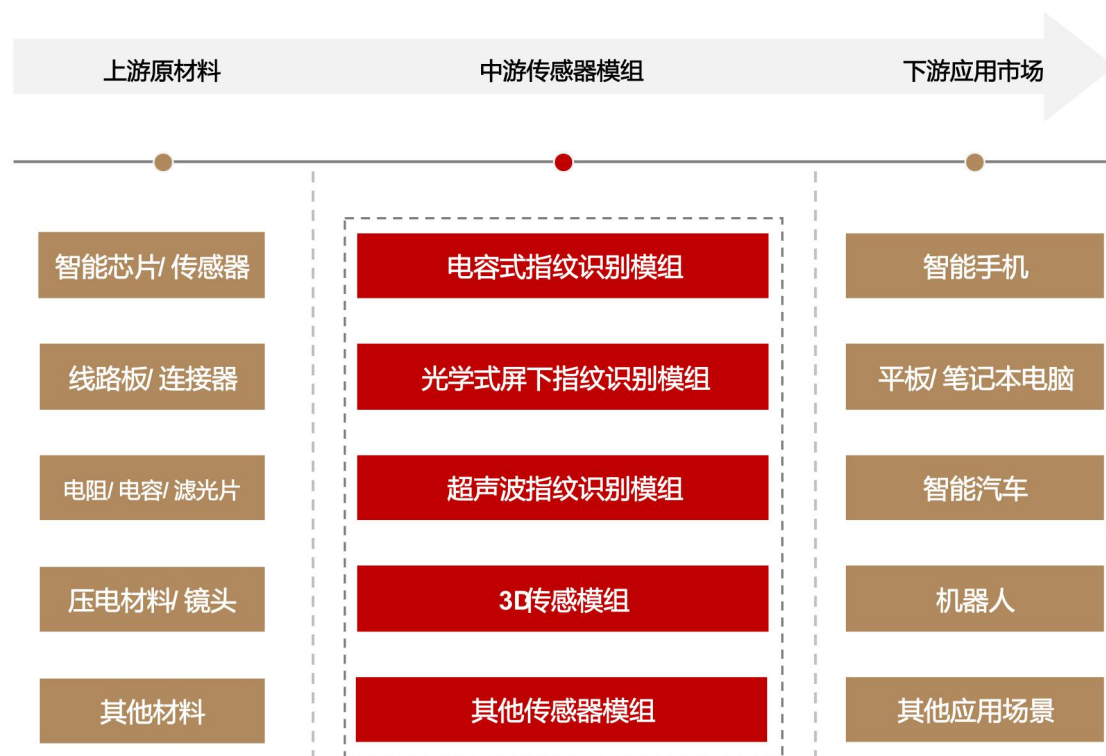 上游原材料
中游传感器模组
下游应用市场
智能芯片/ 传感器
电容式指纹识别模组
智能手机
线路板/ 连接器
光学式屏下指纹识别模组
平板/ 笔记本电脑
电阻/ 电容/ 滤光片
超声波指纹识别模组
智能汽车
压电材料/ 镜头
3D传感模组
机器人
其他材料
其他传感器模组
其他应用场景